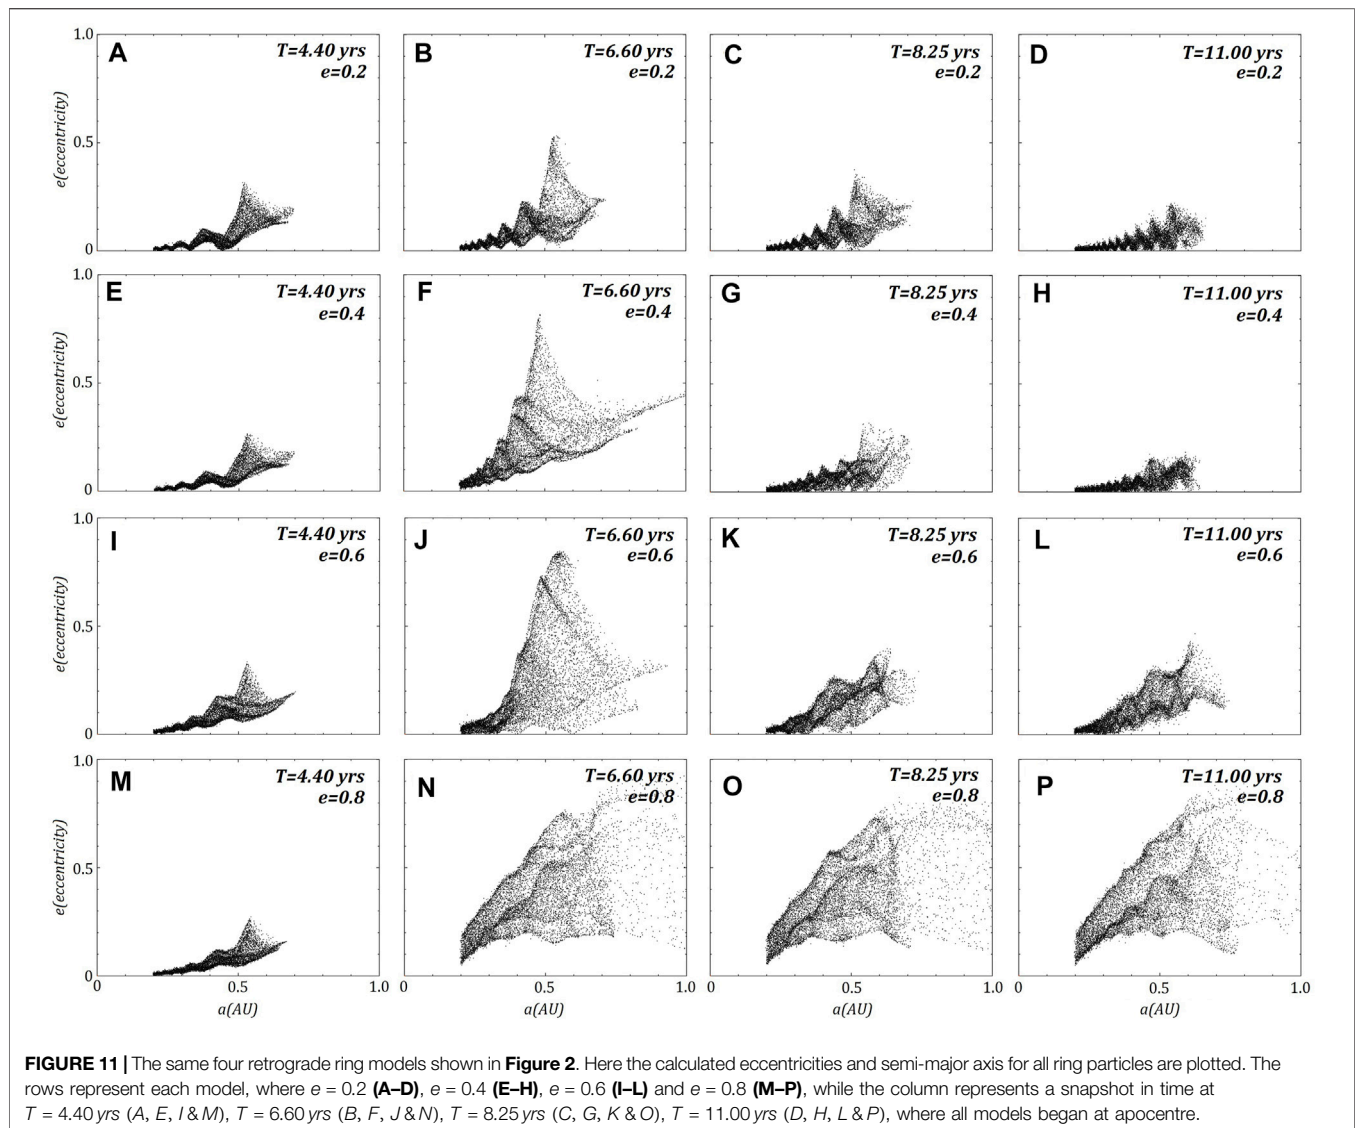 1.0
A
T=4.40 yrs
e=0.2
B
T=6.60 yrs
e=0.2
C
T=8.25 yrs
e=0.2
D
T=11.00 yrs
e=0.2
e(eccentricity)
0.5
0
1.0
E
T=4.40 yrs
e=0.4
F
T=6.60 yrs
e=0.4
G
T=8.25 yrs
e=0.4
H
T=11.00 yrs
e=0.4
e(eccentricity)
0.5
0
1.0
I
T=4.40 yrs
e=0.6
J
T=6.60 yrs
e=0.6
K
T=8.25 yrs
e=0.6
L
T=11.00 yrs
e=0.6
e(eccentricity)
0.5
0
1.0
M
T=4.40 yrs
e=0.8
N
T=6.60 yrs
e=0.8
O
T=8.25 yrs
e=0.8
P
T=11.00 yrs
e=0.8
e(eccentricity)
0.5
0
0 0.5 1.0 0 0.5 1.0 0 0.5 1.0 0 0.5 1.0
a(AU) a(AU) a(AU) a(AU)
FIGURE 11 | The same four retrograde ring models shown in Figure 2. Here the calculated eccentricities and semi-major axis for all ring particles are plotted. The
rows represent each model, where e = 0.2 (A–D), e = 0.4 (E–H), e = 0.6 (I–L) and e = 0.8 (M–P), while the column represents a snapshot in time at
T = 4.40 yrs (A, E, I & M), T = 6.60 yrs (B, F, J & N), T = 8.25 yrs (C, G, K & O), T = 11.00 yrs (D, H, L & P), where all models began at apocentre.